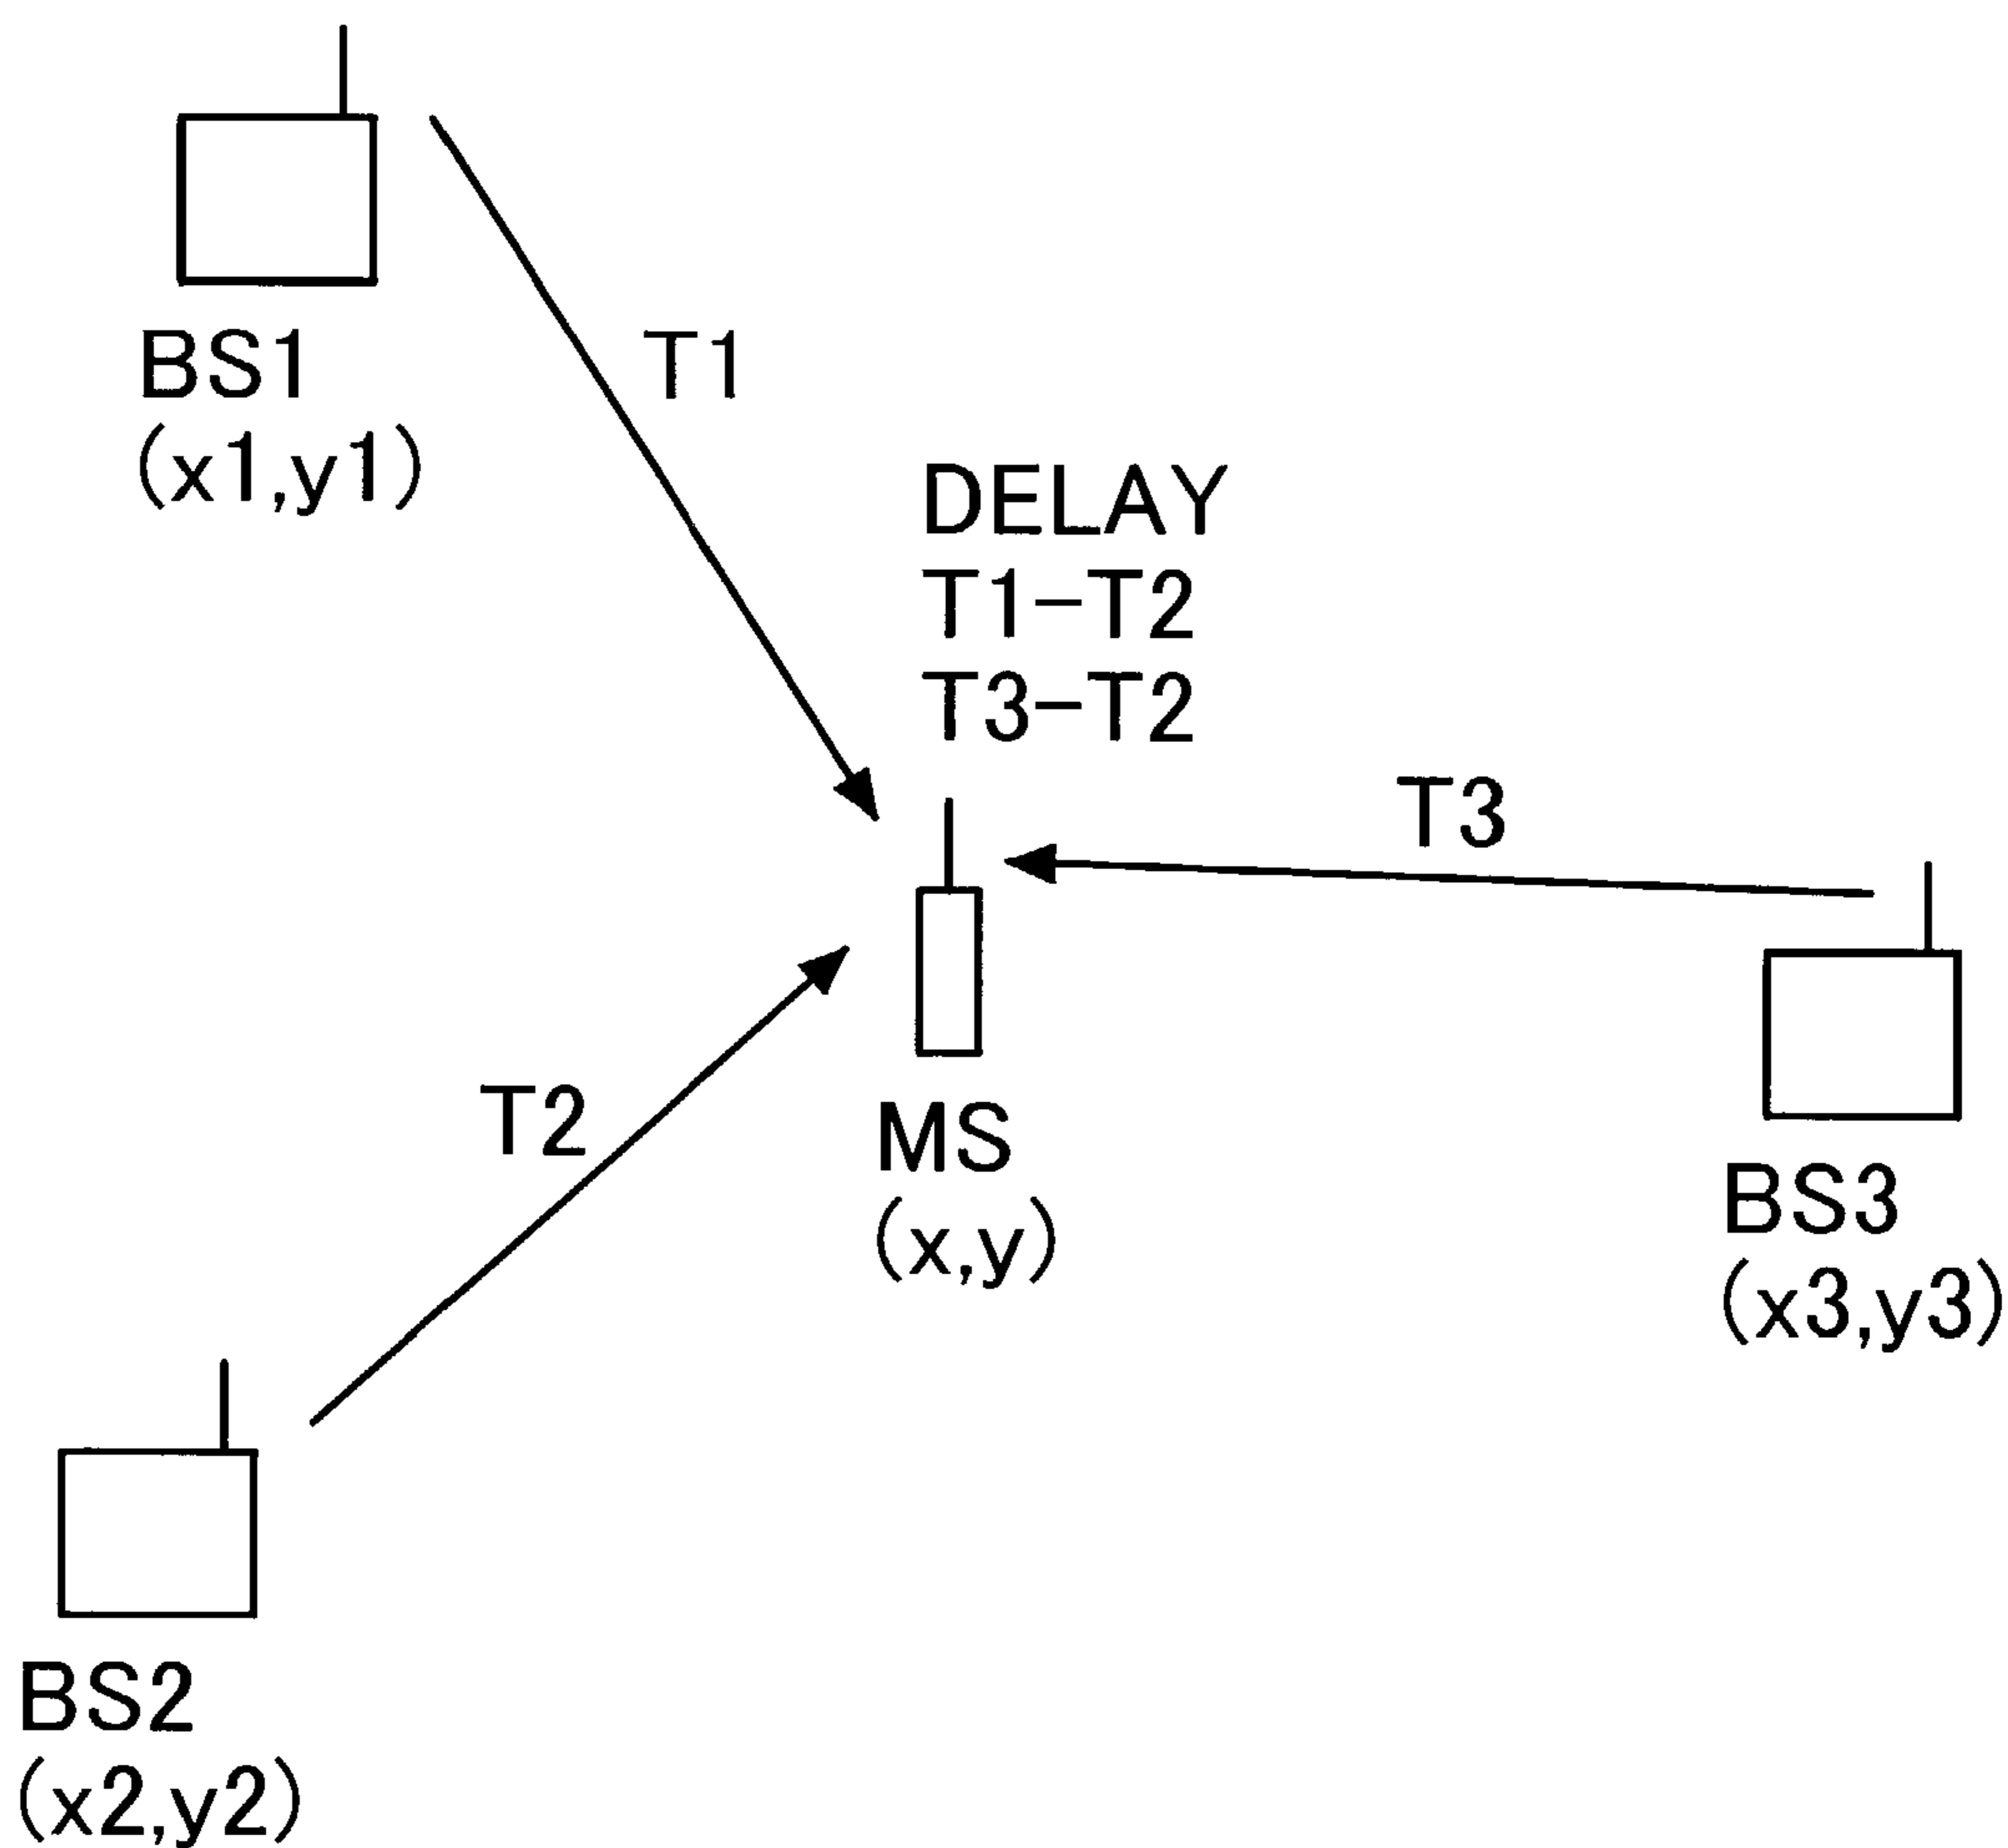 BS1
(x1,y1)
T1
DELAY
T1-T2
T3-T2
T3
T2
MS
(x,y)
BS3
(x3,y3)
BS2
(x2,y2)